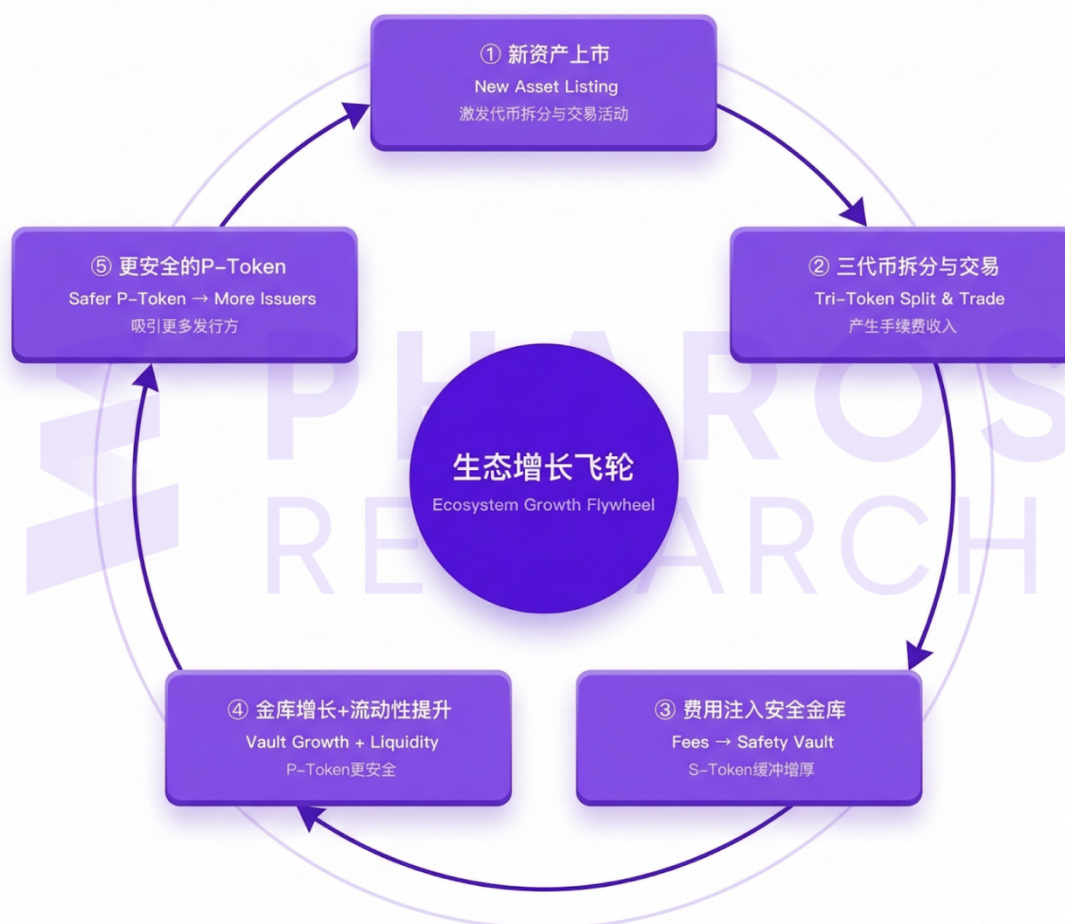 ① 新资产上市
New Asset Listing
激发代币拆分与交易活动
② 三代币拆分与交易
Tri-Token Split & Trade
产生手续费收入
③ 费用注入安全金库
Fees → Safety Vault
S-Token缓冲增厚
④ 金库增长+流动性提升
Vault Growth + Liquidity
P-Token更安全
⑤ 更安全的P-Token
Safer P-Token → More Issuers
吸引更多发行方
生态增长飞轮
Ecosystem Growth Flywheel
PHAROS
RESEARCH